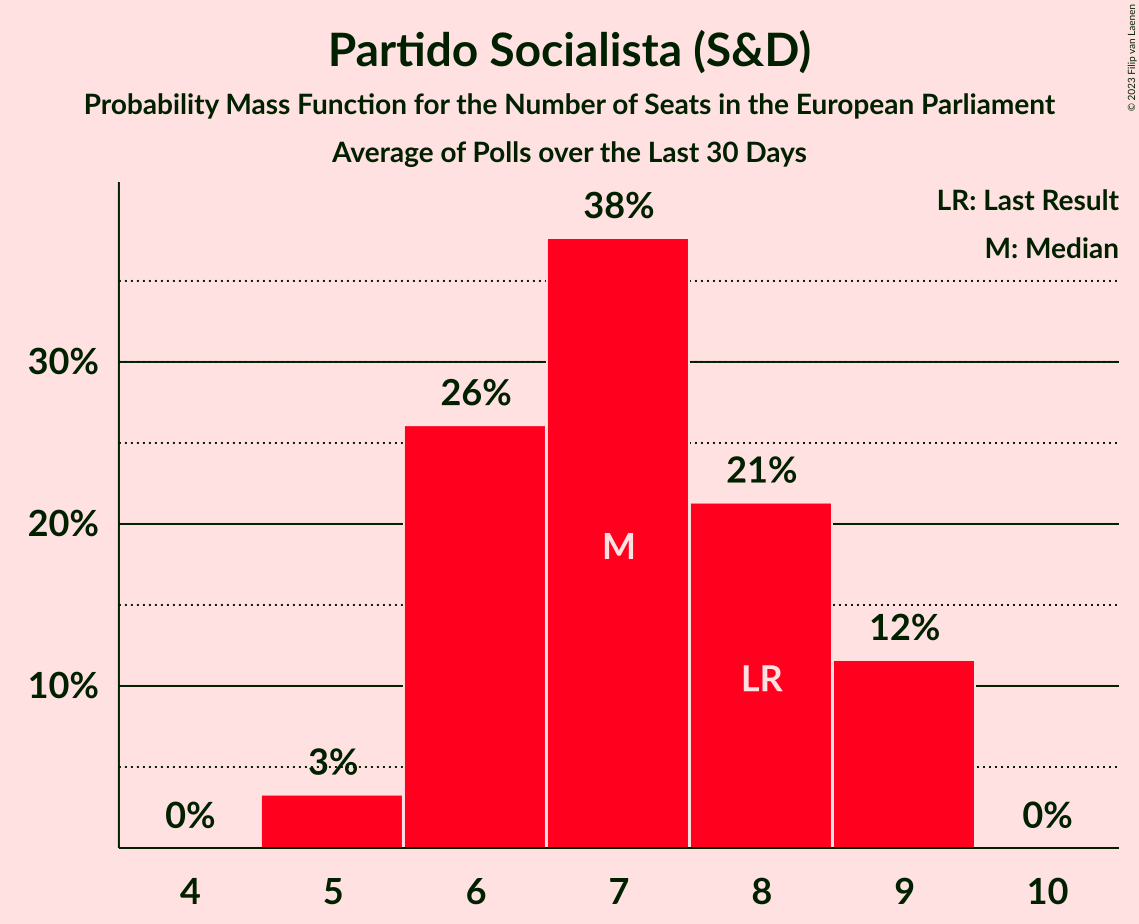 Partido Socialista (S&D)
Probability Mass Function for the Number of Seats in the European Parliament
Average of Polls over the Last 30 Days
© 2023 Filip van Laenen
LR: Last Result
M: Median
38%
30%
26%
21%
20%
M
12%
LR
10%
3%
0%
0%
4 5 6 7 8 9 10